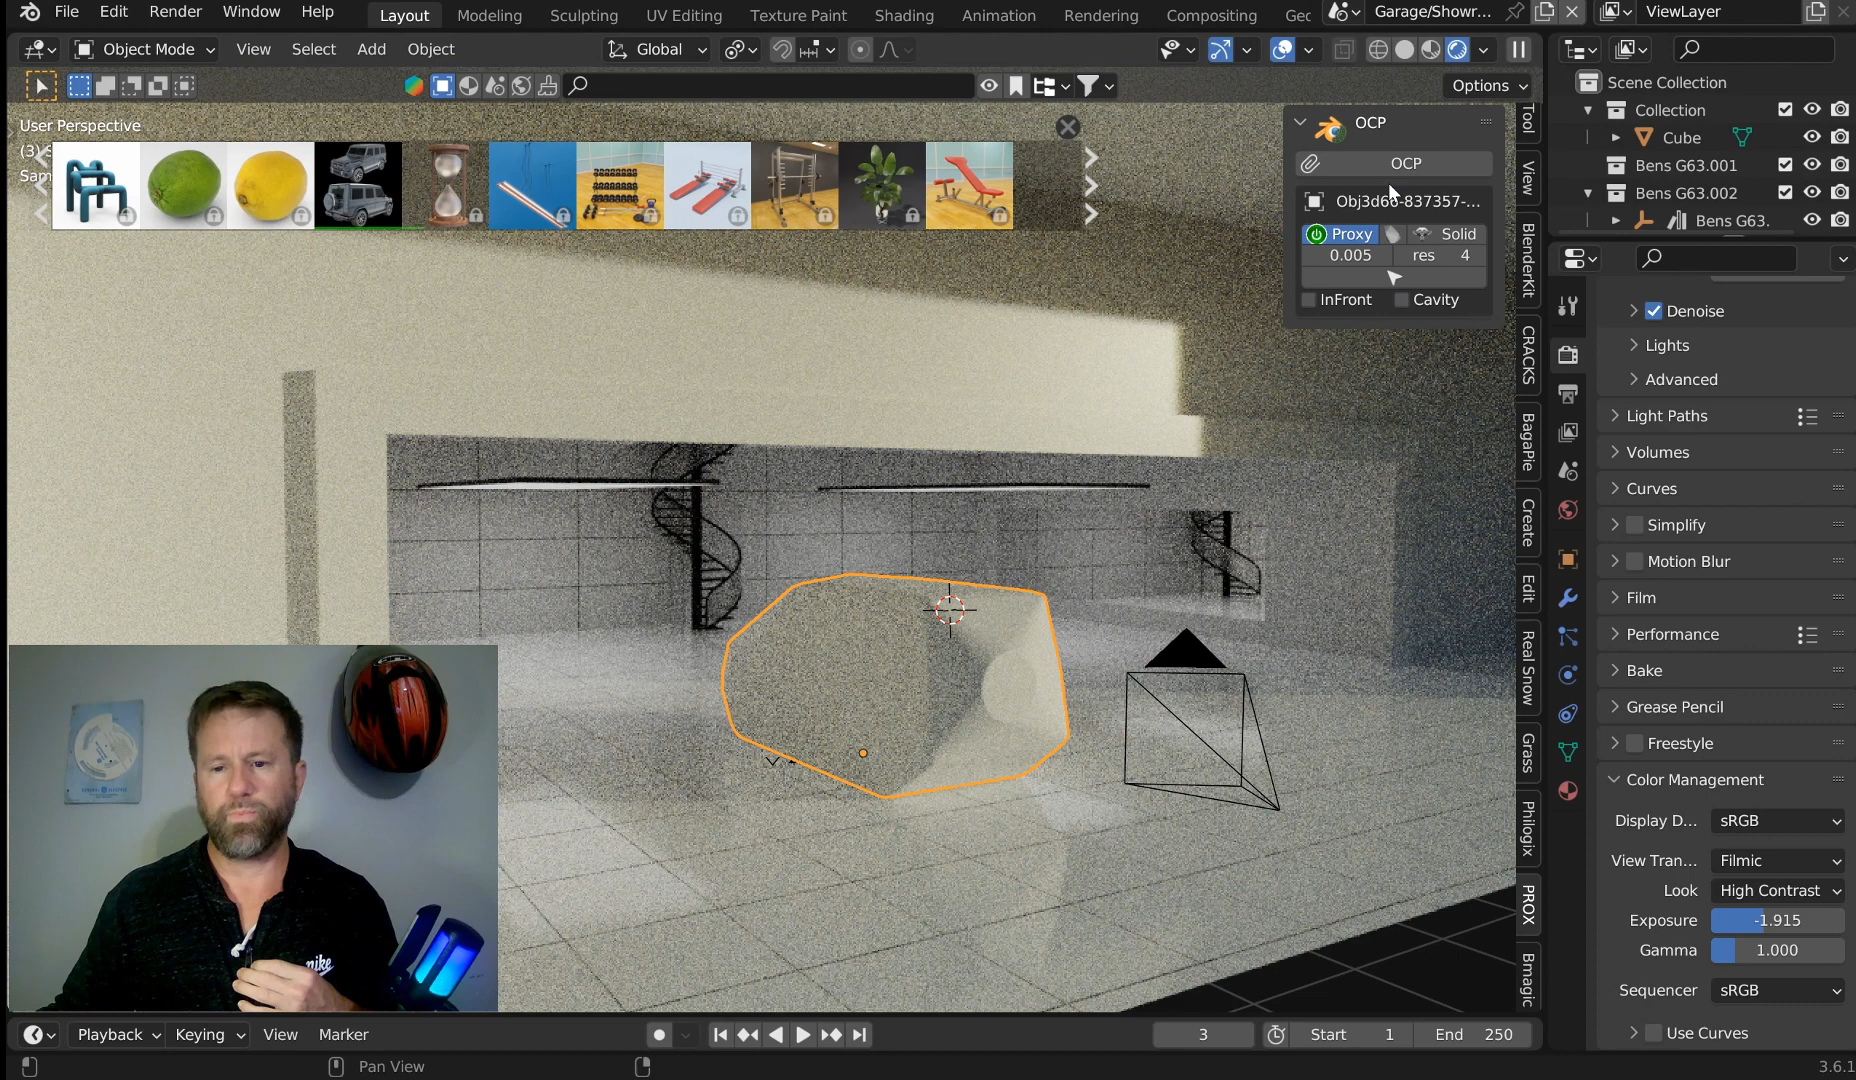 File Edit Render Window Help Layout Modeling Sculpting UV Editing Texture Paint Shading Animation Rendering Compositing Garage/Showr... ViewLayer
Object Mode View Select Add Object Global
Options
User Perspective
OCP
OCP
Obj3d66-837357-...
Proxy Solid
0.005 res 4
InFront Cavity
Tool
View
BlenderKit
CRACKS
BagaPie
Create
Edit
Real Snow
Grass
Philogix
PROX
Bmagic
Scene Collection
Collection
Cube
Bens G63.001
Bens G63.002
Bens G63.
Denoise
Lights
Advanced
Light Paths
Volumes
Curves
Simplify
Motion Blur
Film
Performance
Bake
Grease Pencil
Freestyle
Color Management
Display D... sRGB
View Tran... Filmic
Look High Contrast
Exposure -1.915
Gamma 1.000
Sequencer sRGB
Use Curves
nike
Playback Keying View Marker 3 Start 1 End 250
Pan View 3.6.1